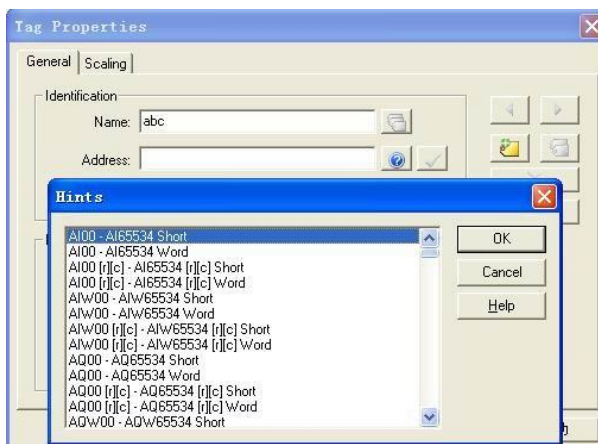 Tag Properties
General
Scaling
Identification
Name: abc
Address:
Hints
AI00 - AI65534 Short
AI00 - AI65534 Word
AI00 [r][c] - AI65534 [r][c] Short
AI00 [r][c] - AI65534 [r][c] Word
AIW00 - AIW65534 Short
AIW00 - AIW65534 Word
AIW00 [r][c] - AIW65534 [r][c] Short
AIW00 [r][c] - AIW65534 [r][c] Word
AQ00 - AQ65534 Short
AQ00 - AQ65534 Word
AQ00 [r][c] - AQ65534 [r][c] Short
AQ00 [r][c] - AQ65534 [r][c] Word
AQW00 - AQW65534 Short
OK
Cancel
Help